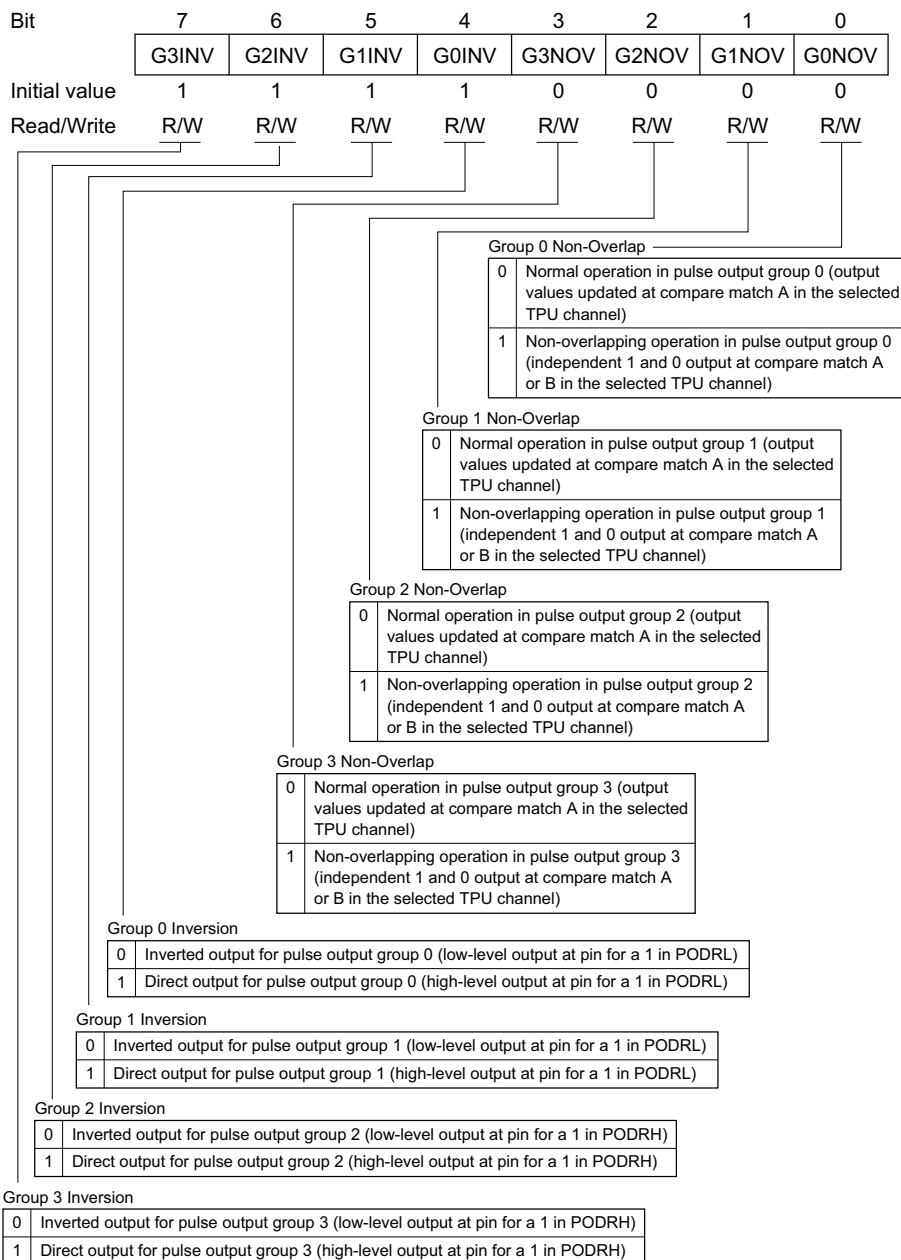 Bit 7 6 5 4 3 2 1 0
G3INV G2INV G1INV G0INV G3NOV G2NOV G1NOV G0NOV
Initial value 1 1 1 1 0 0 0 0
Read/Write R/W R/W R/W R/W R/W R/W R/W R/W
Group 0 Non-Overlap
0 Normal operation in pulse output group 0 (output
values updated at compare match A in the selected
TPU channel)
1 Non-overlapping operation in pulse output group 0
(independent 1 and 0 output at compare match A
or B in the selected TPU channel)
Group 1 Non-Overlap
0 Normal operation in pulse output group 1 (output
values updated at compare match A in the selected
TPU channel)
1 Non-overlapping operation in pulse output group 1
(independent 1 and 0 output at compare match A
or B in the selected TPU channel)
Group 2 Non-Overlap
0 Normal operation in pulse output group 2 (output
values updated at compare match A in the selected
TPU channel)
1 Non-overlapping operation in pulse output group 2
(independent 1 and 0 output at compare match A
or B in the selected TPU channel)
Group 3 Non-Overlap
0 Normal operation in pulse output group 3 (output
values updated at compare match A in the selected
TPU channel)
1 Non-overlapping operation in pulse output group 3
(independent 1 and 0 output at compare match A
or B in the selected TPU channel)
Group 0 Inversion
0 Inverted output for pulse output group 0 (low-level output at pin for a 1 in PODRL)
1 Direct output for pulse output group 0 (high-level output at pin for a 1 in PODRL)
Group 1 Inversion
0 Inverted output for pulse output group 1 (low-level output at pin for a 1 in PODRL)
1 Direct output for pulse output group 1 (high-level output at pin for a 1 in PODRL)
Group 2 Inversion
0 Inverted output for pulse output group 2 (low-level output at pin for a 1 in PODRH)
1 Direct output for pulse output group 2 (high-level output at pin for a 1 in PODRH)
Group 3 Inversion
0 Inverted output for pulse output group 3 (low-level output at pin for a 1 in PODRH)
1 Direct output for pulse output group 3 (high-level output at pin for a 1 in PODRH)